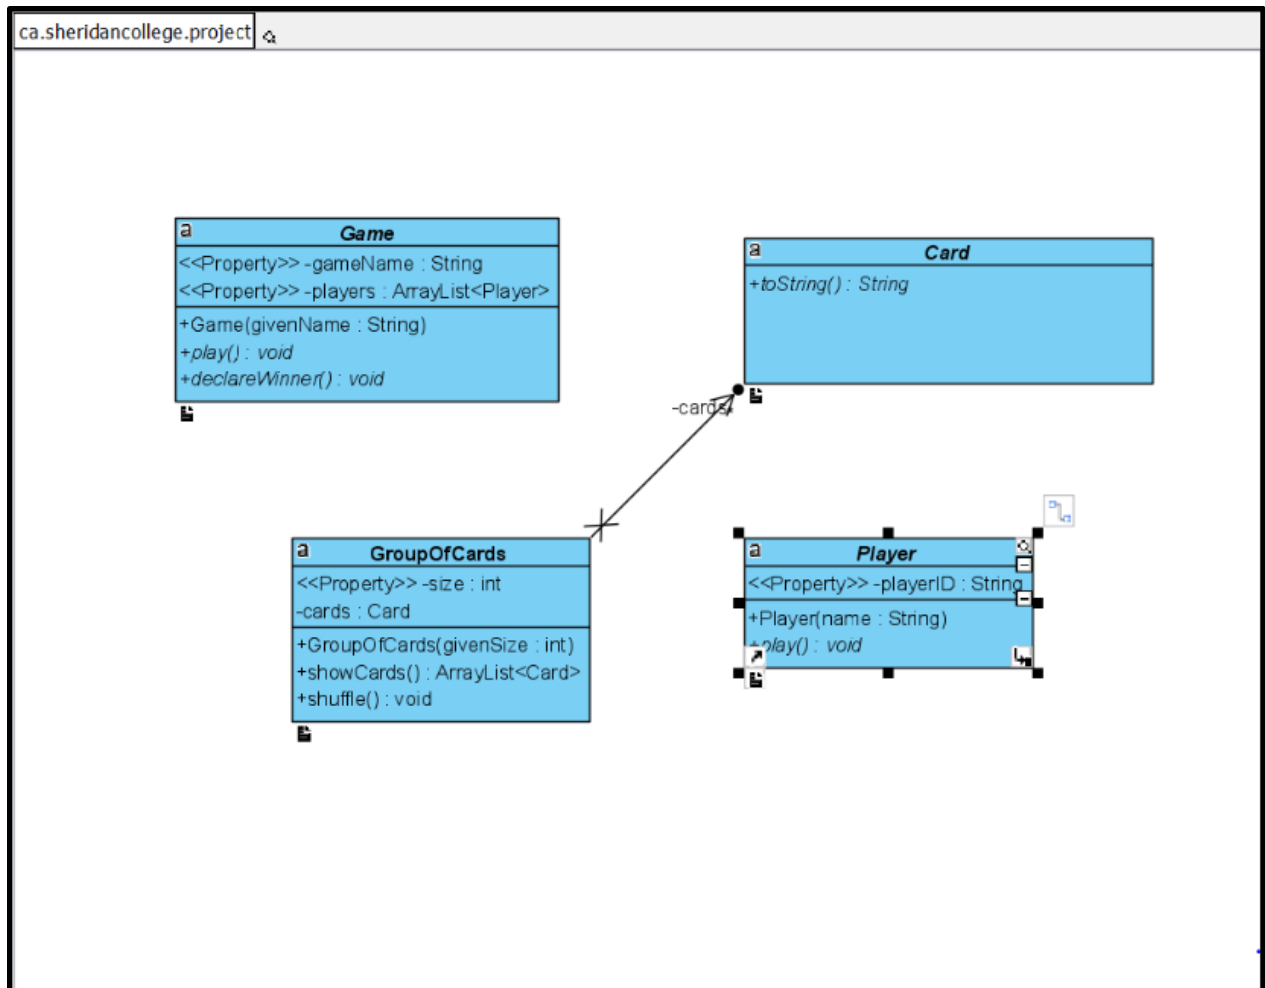 ca.sheridancollege.project
a
Game
<<Property>> -gameName : String
<<Property>> -players : ArrayList<Player>
+Game(givenName : String)
+play() : void
+declareWinner() : void
a
Card
+toString() : String
-cards
*
a
GroupOfCards
<<Property>> -size : int
-cards : Card
+GroupOfCards(givenSize : int)
+showCards() : ArrayList<Card>
+shuffle() : void
a
Player
<<Property>> -playerID : String
+Player(name : String)
+play() : void